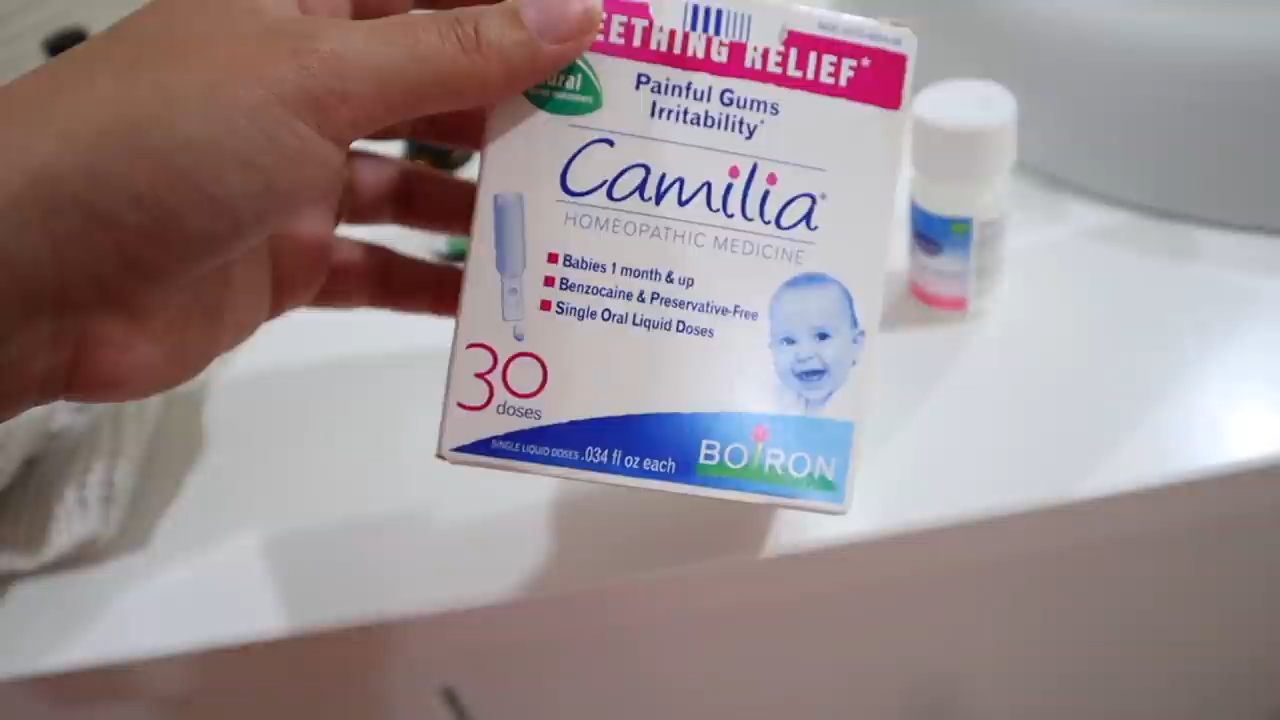 EETHING RELIEF*
Painful Gums
Irritability*
Camilia®
HOMEOPATHIC MEDICINE
Babies 1 month & up
Benzocaine & Preservative-Free
Single Oral Liquid Doses
30
doses
SINGLE LIQUID DOSES .034 fl oz each
BOIRON